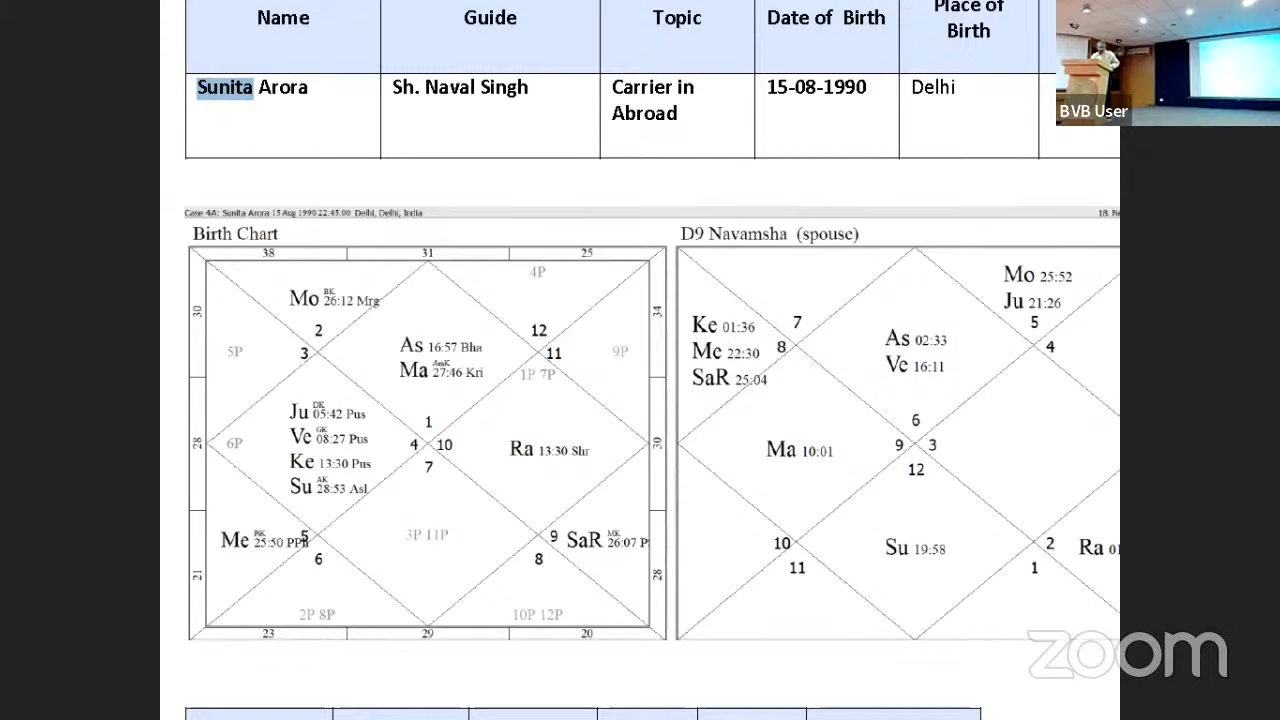 Name Guide Topic Date of Birth Place of
Birth
Sunita Arora Sh. Naval Singh Carrier in 15-08-1990 Delhi
Abroad
BVB User
Case 4A: Sunita Arora 15 Aug 1990 22:45:00 Delhi, Delhi, India 18
Birth Chart
38 31 25
4P
Mo BK 26:12 Mrg
30
34
2
12
As 16:57 Bha
5P
3
11
9P
Ma AmK 27:46 Kri
1P 7P
Ju DK 05:42 Pus
1
Ve GK 08:27 Pus
28
6P
4 10
Ra 13:30 Shr
30
Ke 13:30 Pus
7
Su AK 28:53 Asl
Me PiK 25:50
5
3P 11P
9
SaR MK 26:07 P
6
8
21
28
2P 8P
10P 12P
23 29 20
D9 Navamsha (spouse)
Mo 25:52
Ju 21:26
Ke 01:36
7
5
As 02:33
Me 22:30
8
4
Ve 16:11
SaR 25:04
6
Ma 10:01
9 3
12
10
Su 19:58
2
Ra
11
1
zoom